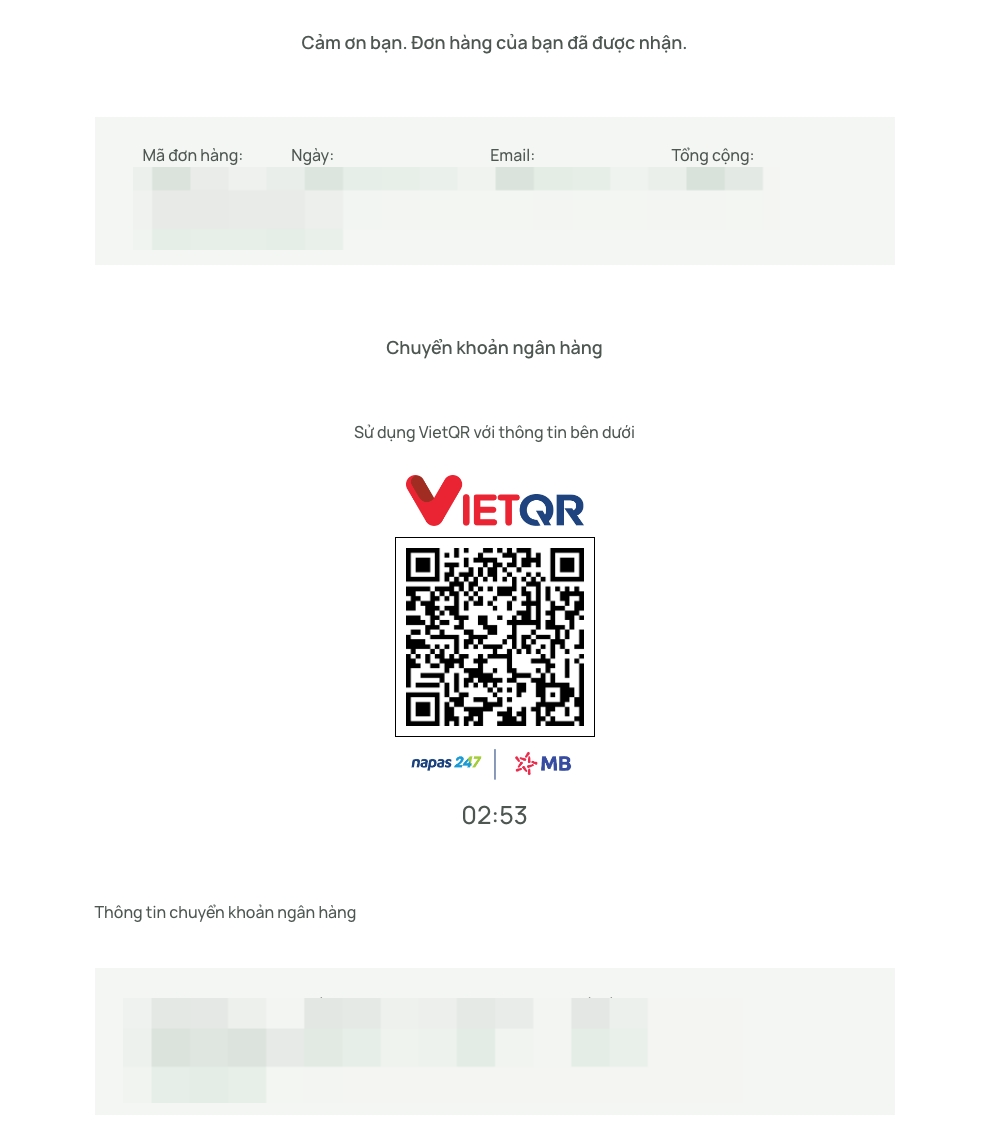 Cảm ơn bạn. Đơn hàng của bạn đã được nhận.
Mã đơn hàng: Ngày: Email: Tổng cộng:
Chuyển khoản ngân hàng
Sử dụng VietQR với thông tin bên dưới
VIETQR
napas 247 MB
02:53
Thông tin chuyển khoản ngân hàng